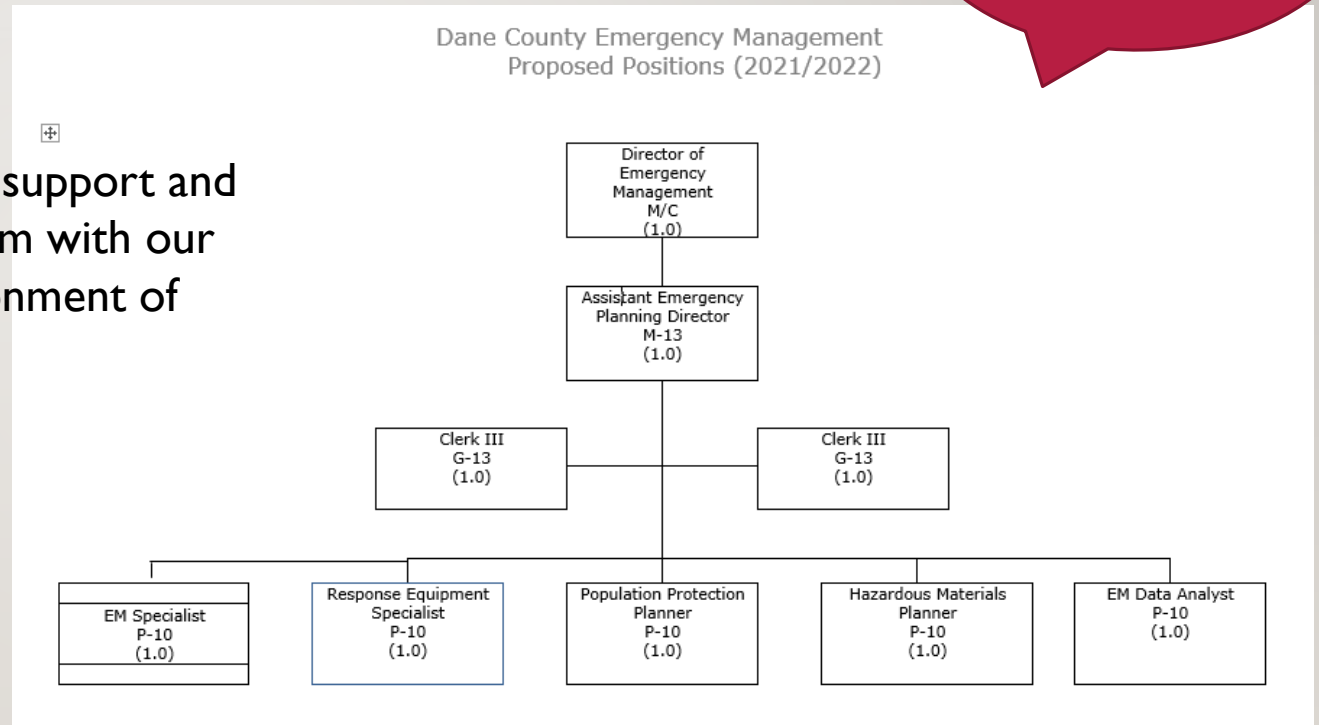 Dane County Emergency Management
Proposed Positions (2021/2022)
support and
m with our
nment of
Director of
Emergency
Management
M/C
(1.0)
Assistant Emergency
Planning Director
M-13
(1.0)
Clerk III
G-13
(1.0)
Clerk III
G-13
(1.0)
EM Specialist
P-10
(1.0)
Response Equipment
Specialist
P-10
(1.0)
Population Protection
Planner
P-10
(1.0)
Hazardous Materials
Planner
P-10
(1.0)
EM Data Analyst
P-10
(1.0)